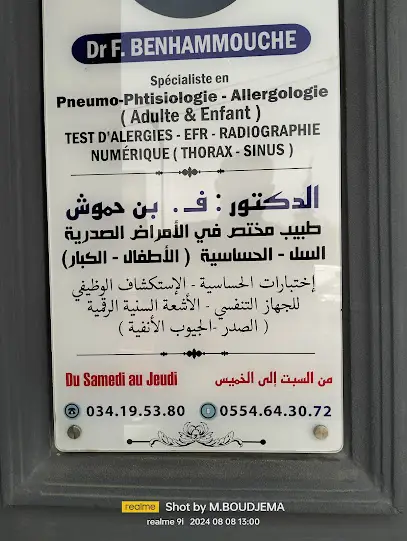 Dr F. BENHAMMOUCHE
Spécialiste en
Pneumo-Phtisiologie - Allergologie
( Adulte & Enfant )
TEST D'ALERGIES - EFR - RADIOGRAPHIE
NUMÉRIQUE ( THORAX - SINUS )
الدكتور : ف . بن حموش
طبيب مختص في الأمراض الصدرية
السل - الحساسية ( الأطفال - الكبار)
إختبارات الحساسية - الإستكشاف الوظيفي
للجهاز التنفسي - الأشعة السنية الرقمية
( الصدر -الجيوب الأنفية )
Du Samedi au Jeudi من السبت إلى الخميس
034.19.53.80 0554.64.30.72
realme Shot by M.BOUDJEMA
realme 9i 2024 08 08 13:00